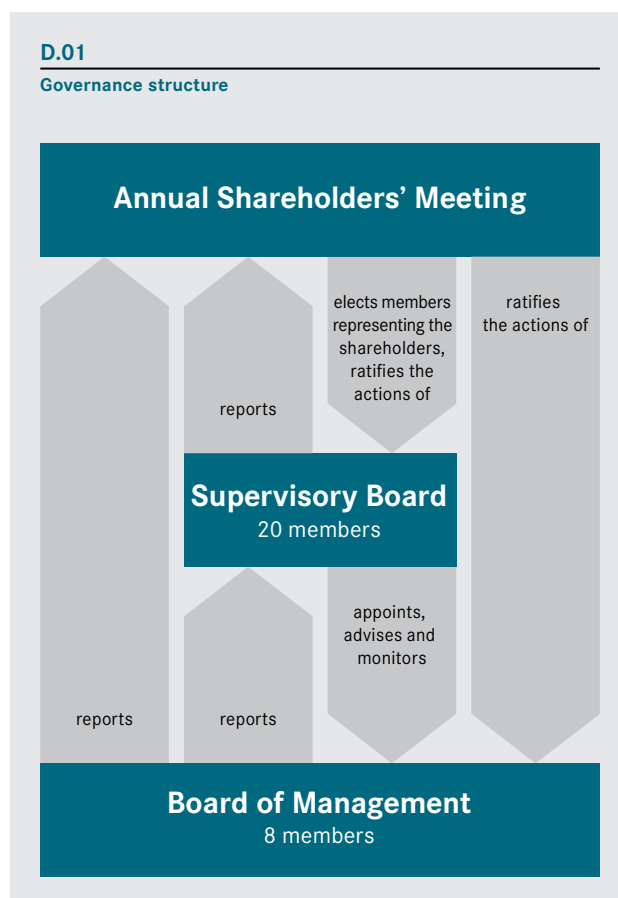 D.01
Governance structure
Annual Shareholders’ Meeting
elects members
representing the
shareholders,
ratifies the
actions of
ratifies
the actions of
reports
Supervisory Board
20 members
appoints,
advises and
monitors
reports
reports
Board of Management
8 members